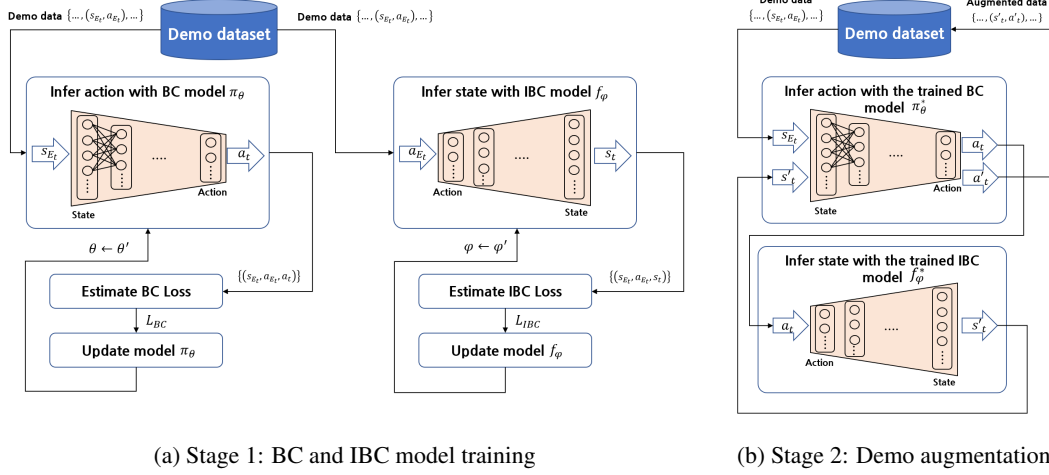 Demo data {…, (s_{E_t}, a_{E_t}), …}
Demo dataset
Demo data {…, (s_{E_t}, a_{E_t}), …}
Infer action with BC model π_θ
s_{E_t}
....
a_t
Action
State
θ ← θ′
{(s_{E_t}, a_{E_t}, a_t)}
Estimate BC Loss
L_{BC}
Update model π_θ
Infer state with IBC model f_φ
a_{E_t}
....
s_t
Action
State
φ ← φ′
{(s_{E_t}, a_{E_t}, s_t)}
Estimate IBC Loss
L_{IBC}
Update model f_φ
(a) Stage 1: BC and IBC model training
Demo data
{…, (s_{E_t}, a_{E_t}), …}
Demo dataset
Augmented data
{…, (s′_t, a′_t), …}
Infer action with the trained BC
model π*_θ
s_{E_t}
s′_t
....
a_t
a′_t
Action
State
Infer state with the trained IBC
model f*_φ
a_t
....
s′_t
Action
State
(b) Stage 2: Demo augmentation